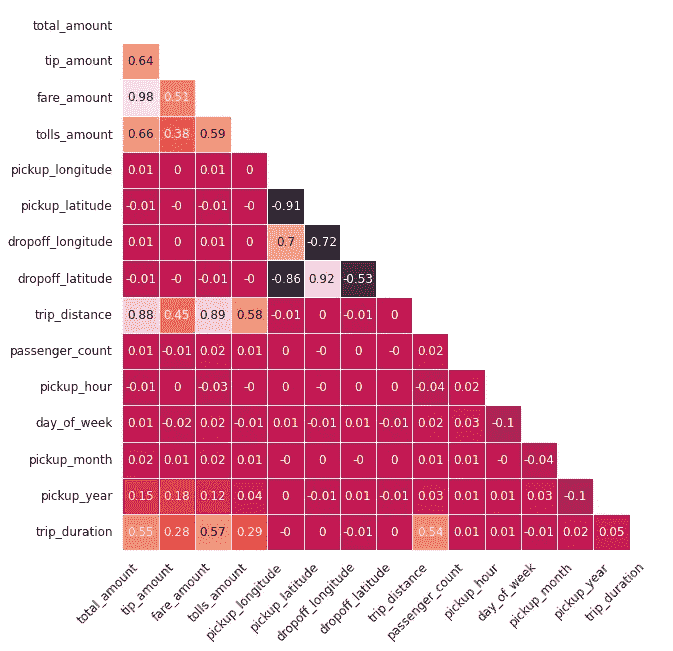 total_amount
tip_amount 0.64
fare_amount 0.98 0.51
tolls_amount 0.66 0.38 0.59
pickup_longitude 0.01 0 0.01 0
pickup_latitude -0.01 -0 -0.01 -0 -0.91
dropoff_longitude 0.01 0 0.01 0 0.7 -0.72
dropoff_latitude -0.01 -0 -0.01 -0 -0.86 0.92 -0.53
trip_distance 0.88 0.45 0.89 0.58 -0.01 0 -0.01 0
passenger_count 0.01 -0.01 0.02 0.01 0 -0 0 -0 0.02
pickup_hour -0.01 0 -0.03 -0 0 -0 0 0 -0.04 0.02
day_of_week 0.01 -0.02 0.02 -0.01 0.01 -0.01 0.01 -0.01 0.02 0.03 -0.1
pickup_month 0.02 0.01 0.02 0.01 -0 0 -0 0 0.01 0.01 -0 -0.04
pickup_year 0.15 0.18 0.12 0.04 0 -0.01 0.01 -0.01 0.03 0.01 0.01 0.03 -0.1
trip_duration 0.55 0.28 0.57 0.29 -0 0 -0.01 0 0.54 0.01 0.01 -0.01 0.02 0.05
total_amount
tip_amount
fare_amount
tolls_amount
pickup_longitude
pickup_latitude
dropoff_longitude
dropoff_latitude
trip_distance
passenger_count
pickup_hour
day_of_week
pickup_month
pickup_year
trip_duration